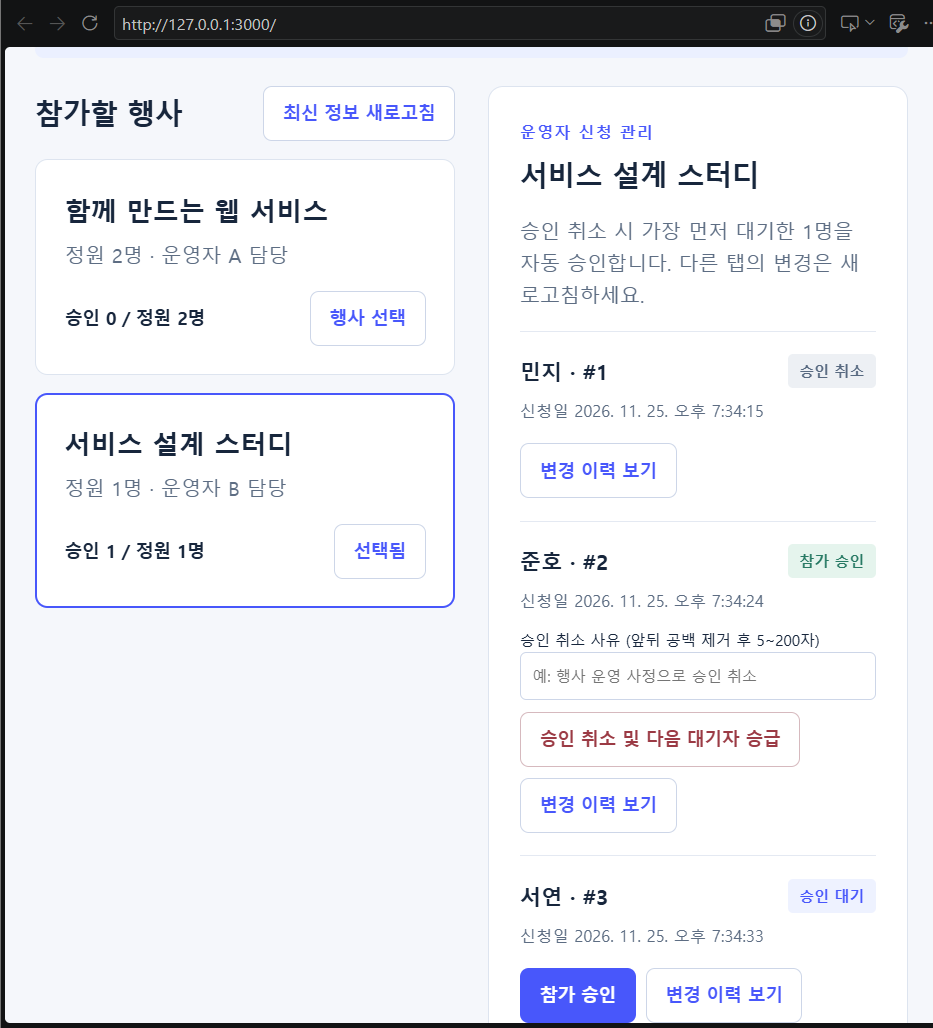 http://127.0.0.1:3000/
참가할 행사
최신 정보 새로고침
함께 만드는 웹 서비스
정원 2명 · 운영자 A 담당
승인 0 / 정원 2명
행사 선택
서비스 설계 스터디
정원 1명 · 운영자 B 담당
승인 1 / 정원 1명
선택됨
운영자 신청 관리
서비스 설계 스터디
승인 취소 시 가장 먼저 대기한 1명을
자동 승인합니다. 다른 탭의 변경은 새
로고침하세요.
민지 · #1
승인 취소
신청일 2026. 11. 25. 오후 7:34:15
변경 이력 보기
준호 · #2
참가 승인
신청일 2026. 11. 25. 오후 7:34:24
승인 취소 사유 (앞뒤 공백 제거 후 5~200자)
예: 행사 운영 사정으로 승인 취소
승인 취소 및 다음 대기자 승급
변경 이력 보기
서연 · #3
승인 대기
신청일 2026. 11. 25. 오후 7:34:33
참가 승인
변경 이력 보기